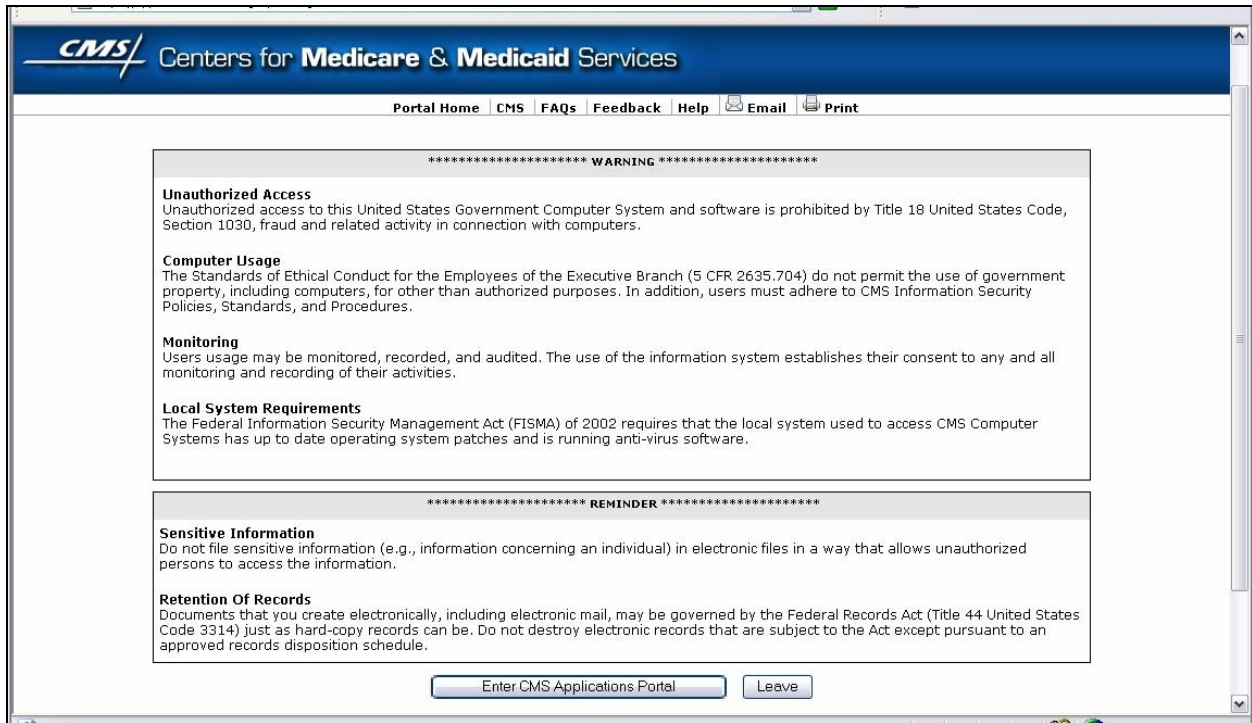 CMS Centers for Medicare & Medicaid Services
Portal Home CMS FAQs Feedback Help Email Print
********************* WARNING *********************
Unauthorized Access
Unauthorized access to this United States Government Computer System and software is prohibited by Title 18 United States Code,
Section 1030, fraud and related activity in connection with computers.
Computer Usage
The Standards of Ethical Conduct for the Employees of the Executive Branch (5 CFR 2635.704) do not permit the use of government
property, including computers, for other than authorized purposes. In addition, users must adhere to CMS Information Security
Policies, Standards, and Procedures.
Monitoring
Users usage may be monitored, recorded, and audited. The use of the information system establishes their consent to any and all
monitoring and recording of their activities.
Local System Requirements
The Federal Information Security Management Act (FISMA) of 2002 requires that the local system used to access CMS Computer
Systems has up to date operating system patches and is running anti-virus software.
********************* REMINDER *********************
Sensitive Information
Do not file sensitive information (e.g., information concerning an individual) in electronic files in a way that allows unauthorized
persons to access the information.
Retention Of Records
Documents that you create electronically, including electronic mail, may be governed by the Federal Records Act (Title 44 United States
Code 3314) just as hard-copy records can be. Do not destroy electronic records that are subject to the Act except pursuant to an
approved records disposition schedule.
Enter CMS Applications Portal Leave